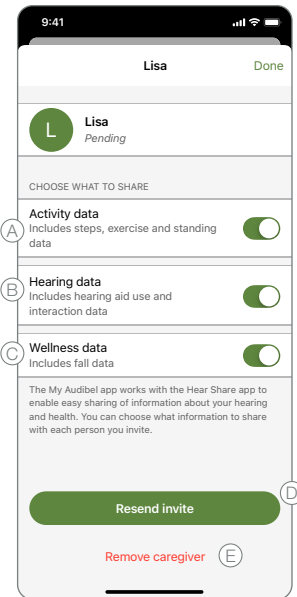 9:41
Lisa
Done
L
Lisa
Pending
CHOOSE WHAT TO SHARE
A
Activity data
Includes steps, exercise and standing
data
B
Hearing data
Includes hearing aid use and
interaction data
C
Wellness data
Includes fall data
The My Audibel app works with the Hear Share app to
enable easy sharing of information about your hearing
and health. You can choose what information to share
with each person you invite.
D
Resend invite
Remove caregiver
E